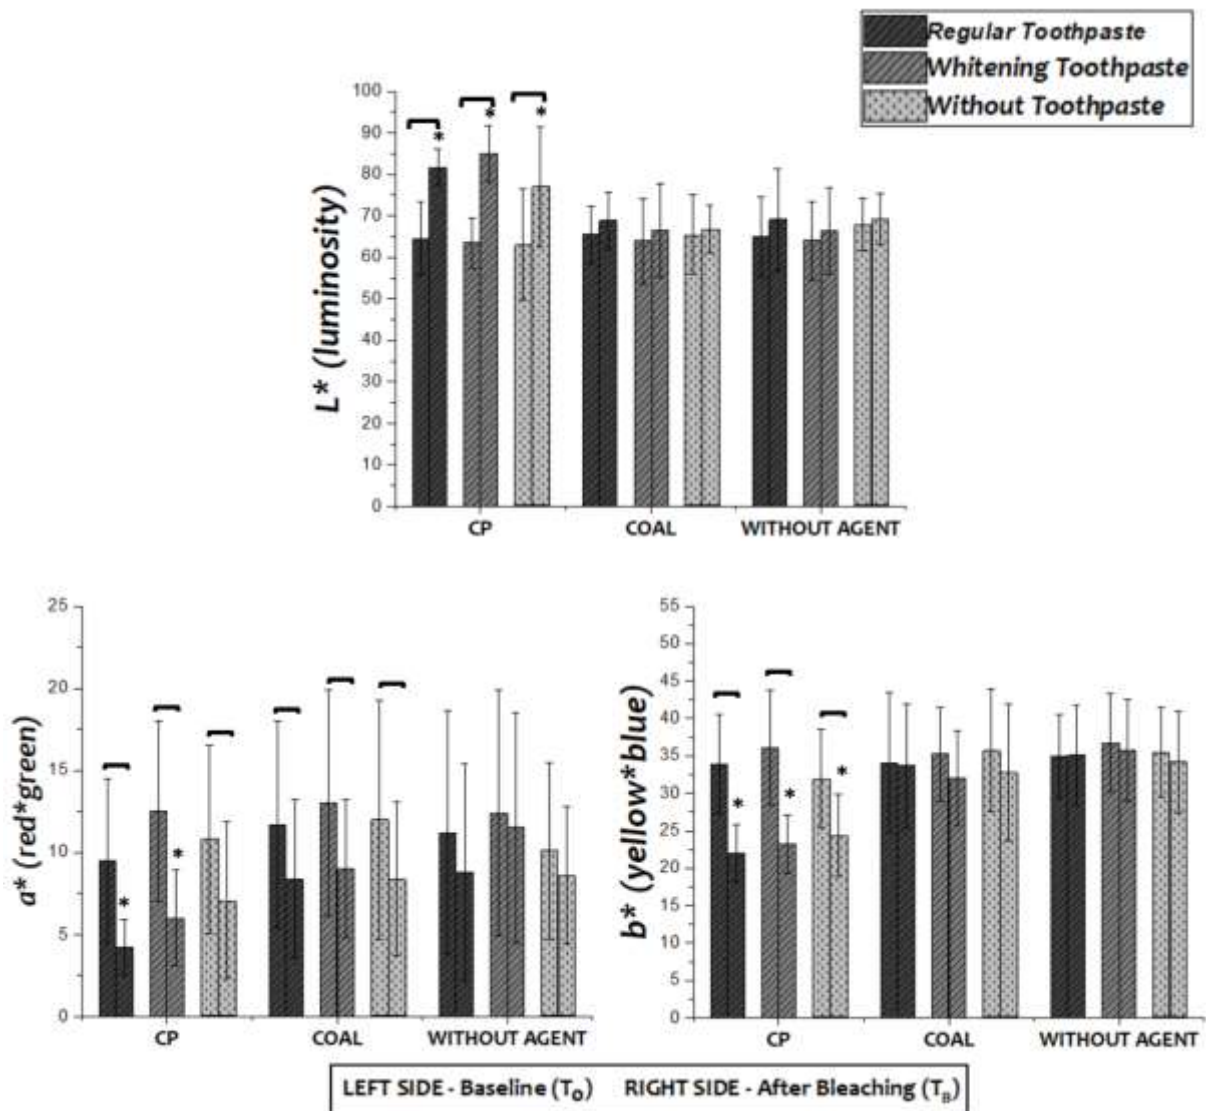 Regular Toothpaste
Whitening Toothpaste
Without Toothpaste
L* (luminosity)
100
90
80
70
60
50
40
30
20
10
0
* * *
CP COAL WITHOUT AGENT
a* (red*green)
25
20
15
10
5
0
* *
CP COAL WITHOUT AGENT
b* (yellow*blue)
55
50
45
40
35
30
25
20
15
10
5
0
* * *
CP COAL WITHOUT AGENT
LEFT SIDE - Baseline (T₀) RIGHT SIDE - After Bleaching (T_B)